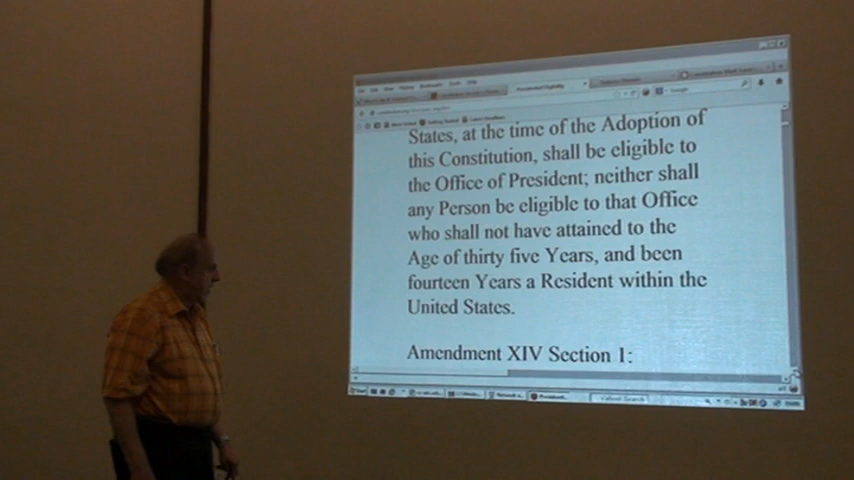 States, at the time of the Adoption of
this Constitution, shall be eligible to
the Office of President; neither shall
any Person be eligible to that Office
who shall not have attained to the
Age of thirty five Years, and been
fourteen Years a Resident within the
United States.
Amendment XIV Section 1: